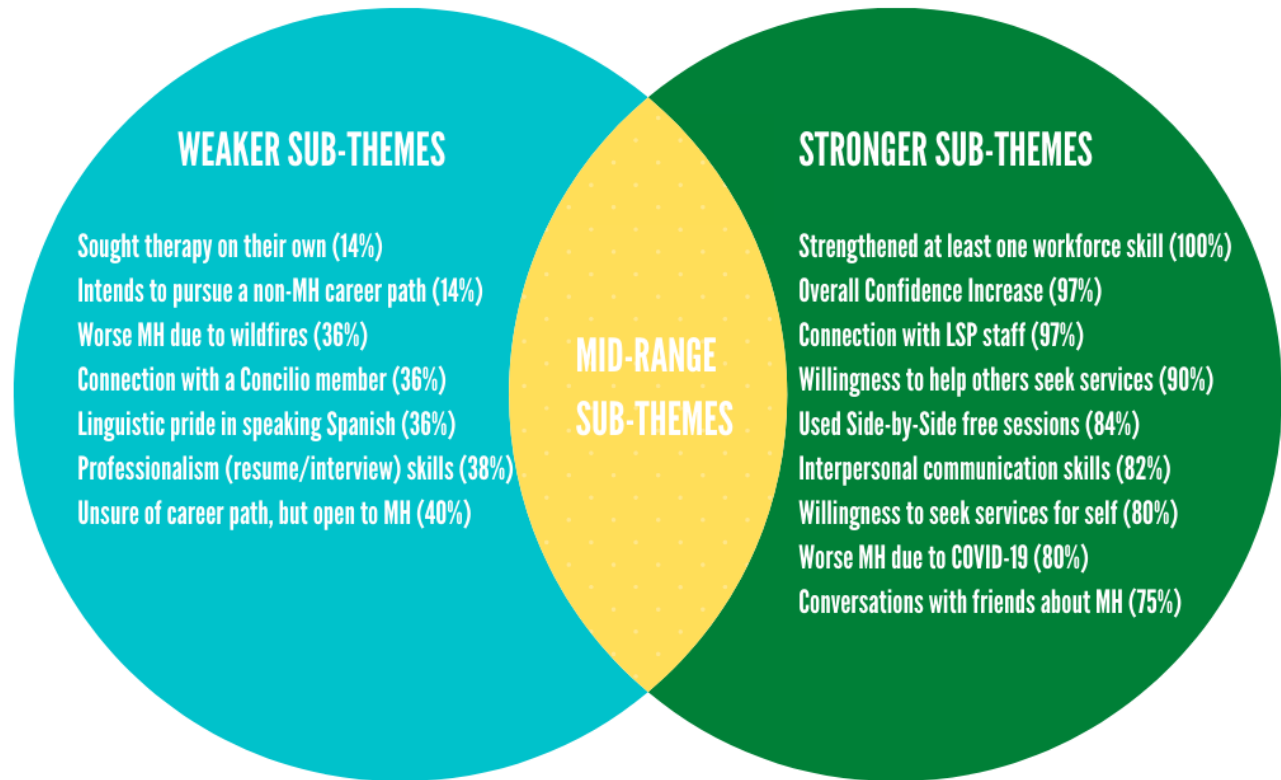 WEAKER SUB-THEMES
Sought therapy on their own (14%)
Intends to pursue a non-MH career path (14%)
Worse MH due to wildfires (36%)
Connection with a Concilio member (36%)
Linguistic pride in speaking Spanish (36%)
Professionalism (resume/interview) skills (38%)
Unsure of career path, but open to MH (40%)
MID-RANGE
SUB-THEMES
STRONGER SUB-THEMES
Strengthened at least one workforce skill (100%)
Overall Confidence Increase (97%)
Connection with LSP staff (97%)
Willingness to help others seek services (90%)
Used Side-by-Side free sessions (84%)
Interpersonal communication skills (82%)
Willingness to seek services for self (80%)
Worse MH due to COVID-19 (80%)
Conversations with friends about MH (75%)